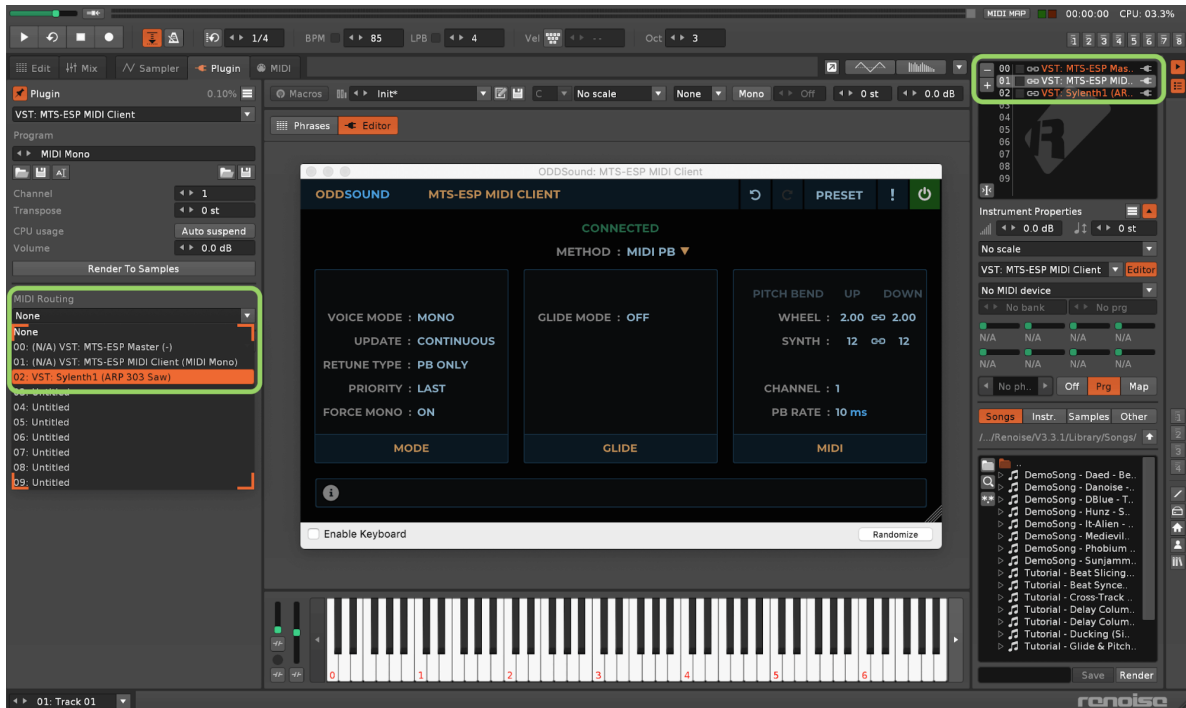 MIDI MAP 00:00:00 CPU: 03.3%
1/4 BPM 85 LPB 4 Vel -- Oct 3 1 2 3 4 5 6 7 8
Edit Mix Sampler Plugin MIDI
Plugin 0.10%
VST: MTS-ESP MIDI Client
Program
MIDI Mono
Channel 1
Transpose 0 st
CPU usage Auto suspend
Volume 0.0 dB
Render To Samples
MIDI Routing
None
None
00: (N/A) VST: MTS-ESP Master (-)
01: (N/A) VST: MTS-ESP MIDI Client (MIDI Mono)
02: VST: Sylenth1 (ARP 303 Saw)
03: Untitled
04: Untitled
05: Untitled
06: Untitled
07: Untitled
08: Untitled
09: Untitled
Macros Init* C No scale None Mono Off 0 st 0.0 dB
Phrases Editor
ODDSound: MTS-ESP MIDI Client
ODDSOUND MTS-ESP MIDI CLIENT PRESET !
CONNECTED
METHOD : MIDI PB
VOICE MODE : MONO
UPDATE : CONTINUOUS
RETUNE TYPE : PB ONLY
PRIORITY : LAST
FORCE MONO : ON
MODE
GLIDE MODE : OFF
GLIDE
PITCH BEND UP DOWN
WHEEL : 2.00 2.00
SYNTH : 12 12
CHANNEL : 1
PB RATE : 10 ms
MIDI
Enable Keyboard Randomize
0 1 2 3 4 5 6
00 VST: MTS-ESP Mas..
01 VST: MTS-ESP MID..
02 VST: Sylenth1 (AR..
03
04
05
06
07
08
09
Instrument Properties
0.0 dB 0 st
No scale
VST: MTS-ESP MIDI Client Editor
No MIDI device
No bank No prg
N/A N/A N/A N/A
N/A N/A N/A N/A
No ph.. Off Prg Map
Songs Instr. Samples Other
/../Renoise/V3.3.1/Library/Songs/
..
DemoSong - Daed - Be..
DemoSong - Danoise -..
DemoSong - DBlue - T..
DemoSong - Hunz - S..
DemoSong - It-Alien - ..
DemoSong - Medievil..
DemoSong - Phobium ..
DemoSong - Sunjamm..
Tutorial - Beat Slicing...
Tutorial - Beat Synce..
Tutorial - Cross-Track ..
Tutorial - Delay Colum..
Tutorial - Delay Colum..
Tutorial - Ducking (Si..
Tutorial - Glide & Pitch..
1
2
3
4
Save Render
01: Track 01
renoise